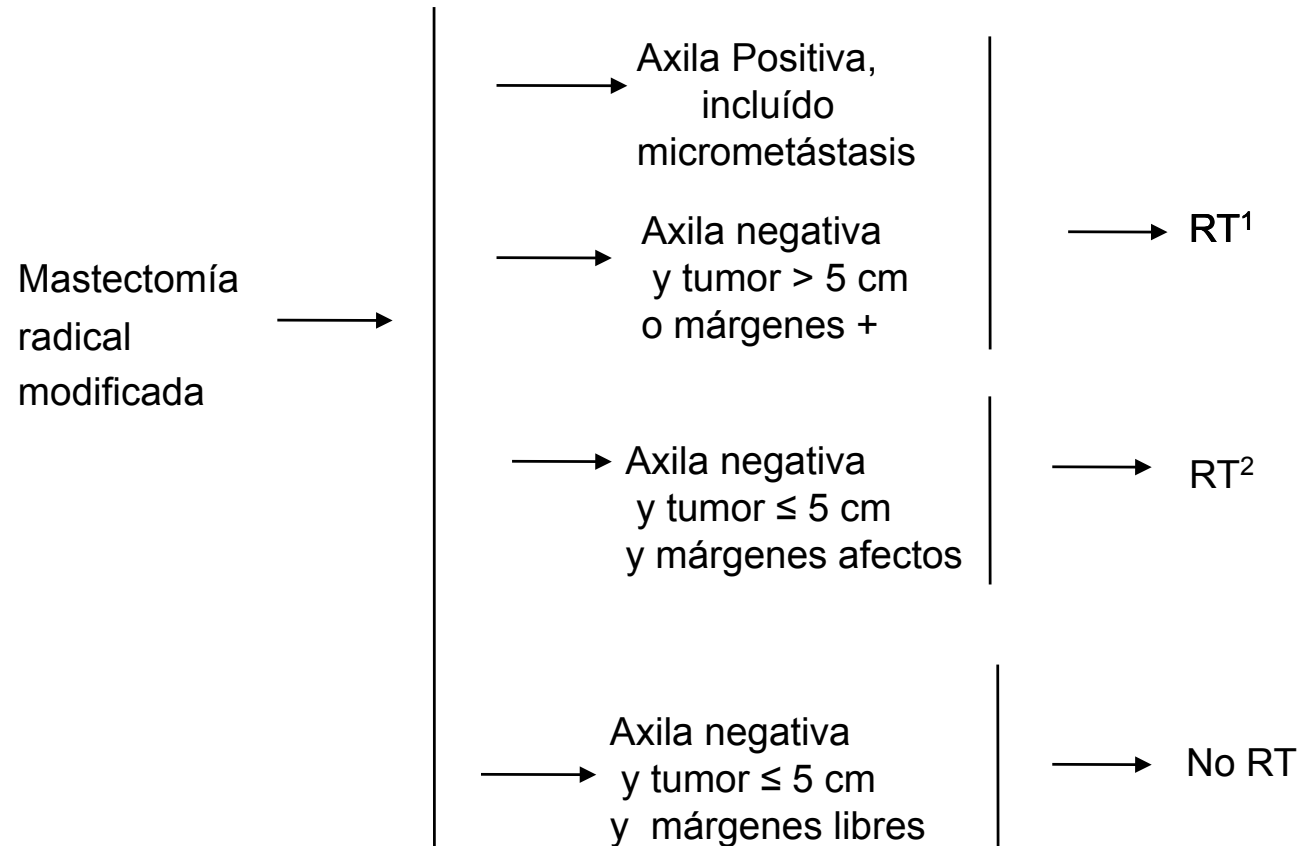 Mastectomía
radical
modificada
Axila Positiva,
incluído
micrometástasis
Axila negativa
y tumor > 5 cm
o márgenes +
RT¹
Axila negativa
y tumor ≤ 5 cm
y márgenes afectos
RT²
Axila negativa
y tumor ≤ 5 cm
y márgenes libres
No RT